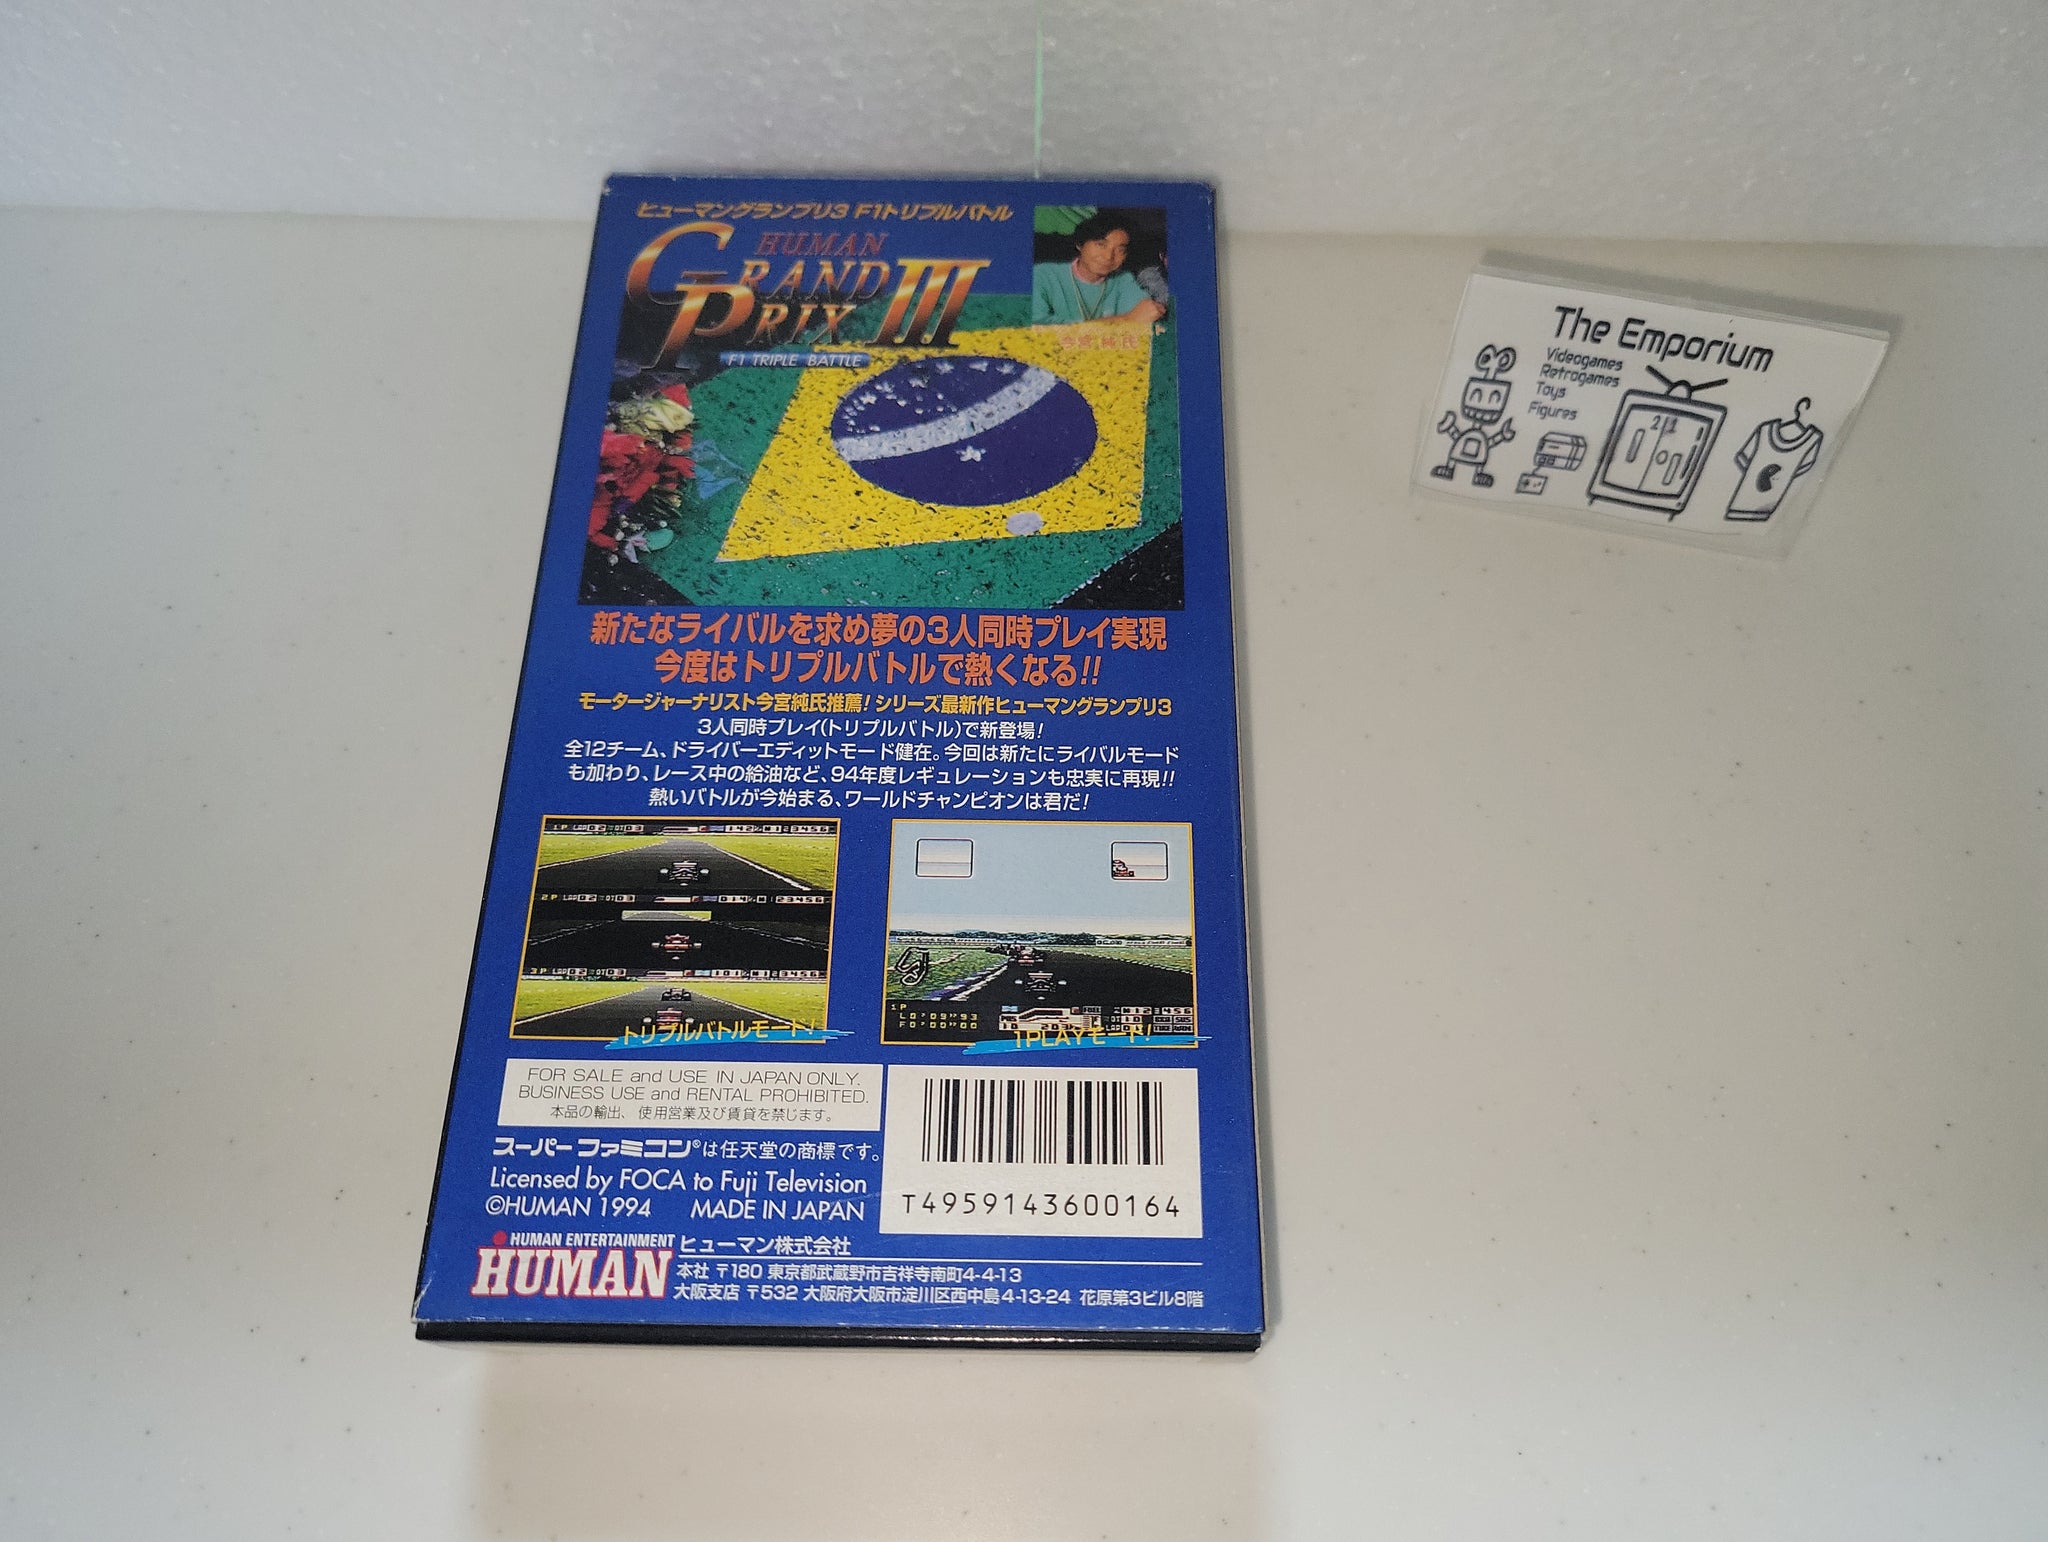 ヒューマングランプリ3 F1トリプルバトル
HUMAN
GRAND
PRIX III
F1 TRIPLE BATTLE
今宮 純 氏
新たなライバルを求め夢の3人同時プレイ実現
今度はトリプルバトルで熱くなる!!
モータージャーナリスト今宮純氏推薦! シリーズ最新作ヒューマングランプリ3
3人同時プレイ(トリプルバトル)で新登場!
全12チーム、ドライバーエディットモード健在。今回は新たにライバルモード
も加わり、レース中の給油など、94年度レギュレーションも忠実に再現!!
熱いバトルが今始まる、ワールドチャンピオンは君だ!
トリプルバトルモード!
1PLAYモード!
FOR SALE and USE IN JAPAN ONLY.
BUSINESS USE and RENTAL PROHIBITED.
本品の輸出、使用営業及び賃貸を禁じます。
スーパーファミコン®は任天堂の商標です。
Licensed by FOCA to Fuji Television
©HUMAN 1994 MADE IN JAPAN
T4959143600164
HUMAN ENTERTAINMENT
HUMAN
ヒューマン株式会社
本社 〒180 東京都武蔵野市吉祥寺南町4-4-13
大阪支店 〒532 大阪府大阪市淀川区西中島4-13-24 花原第3ビル8階
The Emporium
Videogames
Retrogames
Toys
Figures